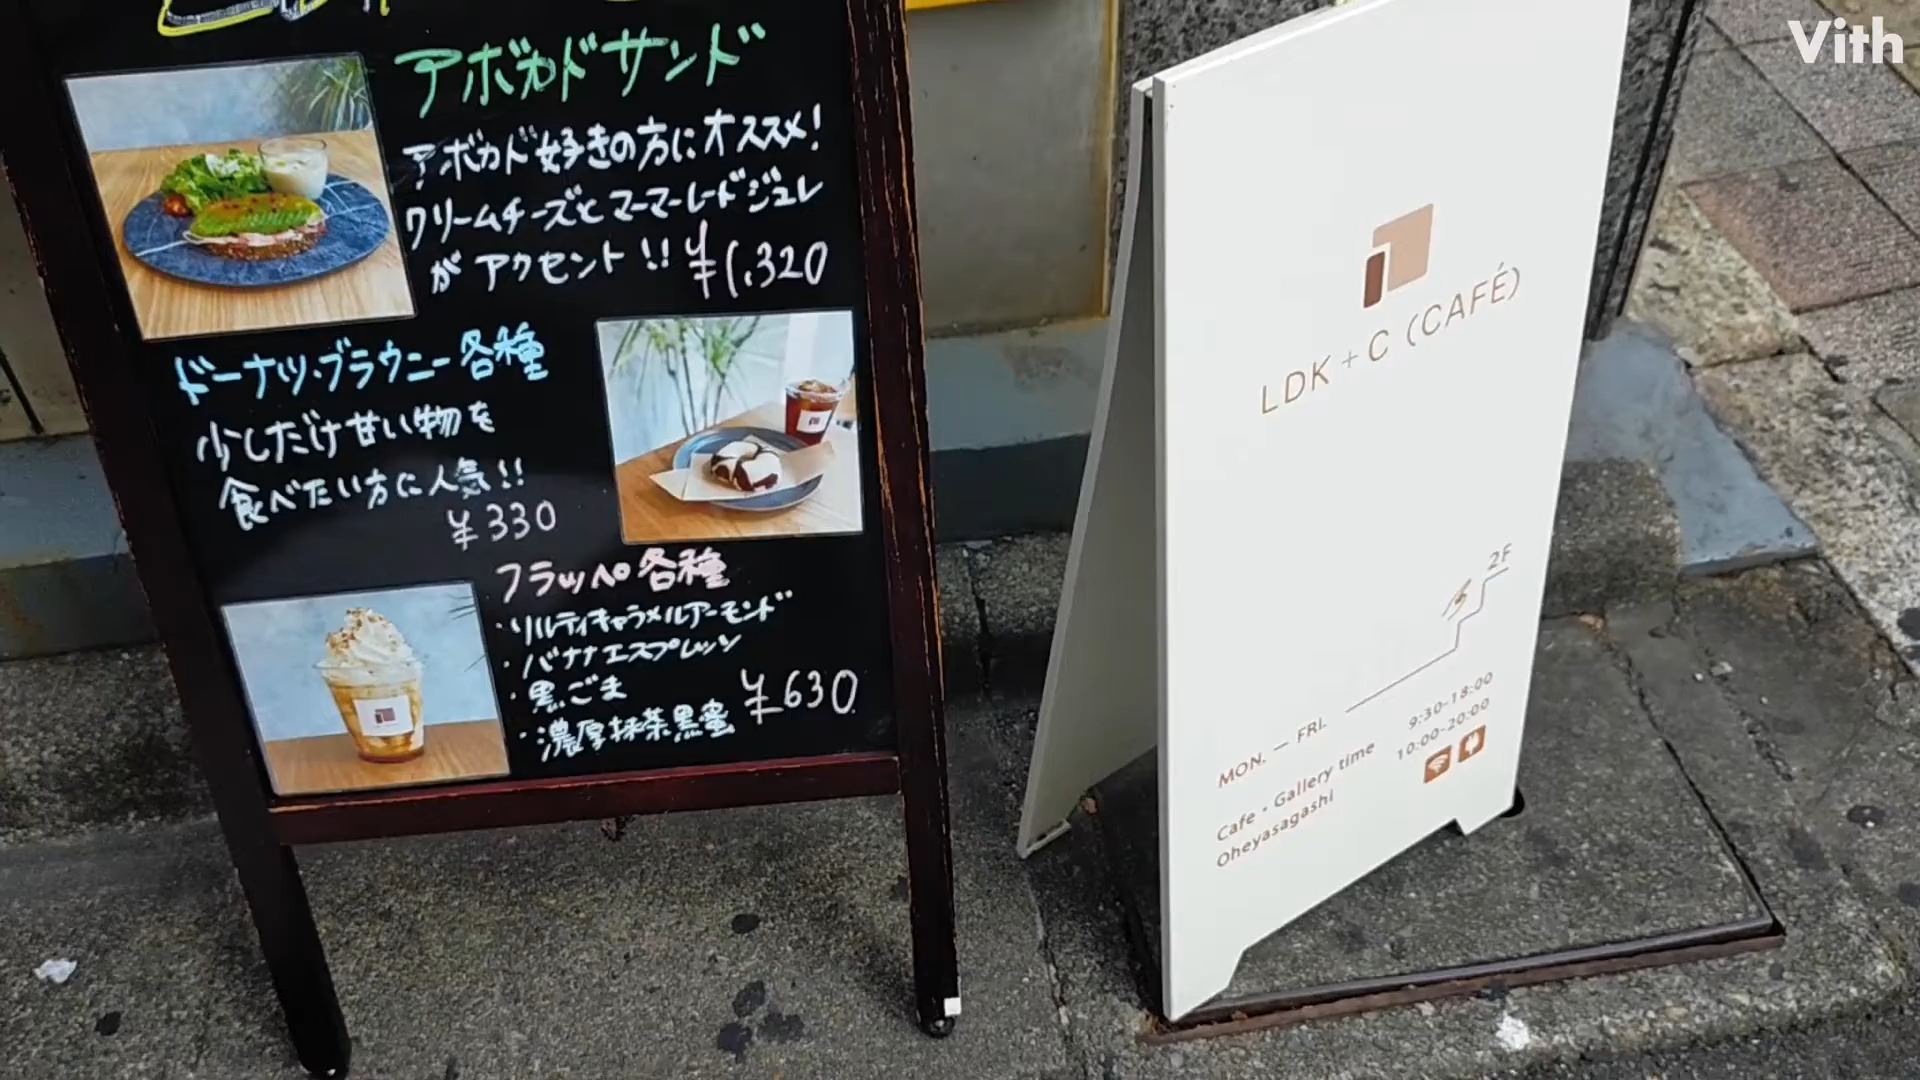 アボカドサンド
アボカド好きの方にオススメ!
クリームチーズとマーマレードジュレ
がアクセント!! ¥1,320
ドーナツ・ブラウニー各種
少しだけ甘い物を
食べたい方に人気!!
¥330
フラッペ各種
・ソルティキャラメルアーモンド
・バナナエスプレッソ
・黒ごま
・濃厚抹茶黒蜜 ¥630
LDK + C (CAFÉ)
2F
MON. — FRI. 9:30-18:00
Cafe・Gallery time 10:00-20:00
Oheyasagashi
Vith